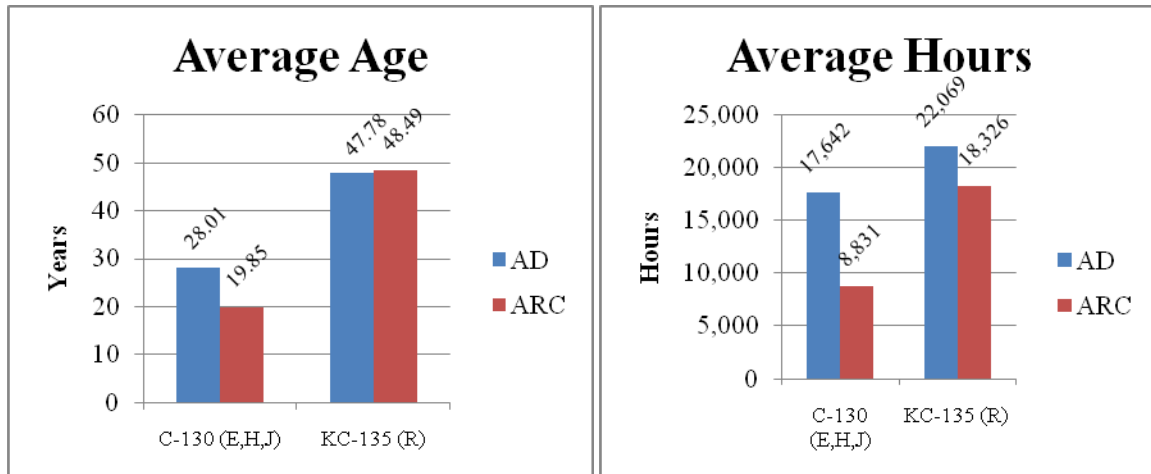 Average Age
60
50
40
30
20
10
0
Years
28.01
19.85
47.78
48.49
C-130 (E,H,J)
KC-135 (R)
AD
ARC
Average Hours
25,000
20,000
15,000
10,000
5,000
0
Hours
17,642
8,831
22,069
18,326
C-130
(E,H,J)
KC-135 (R)
AD
ARC